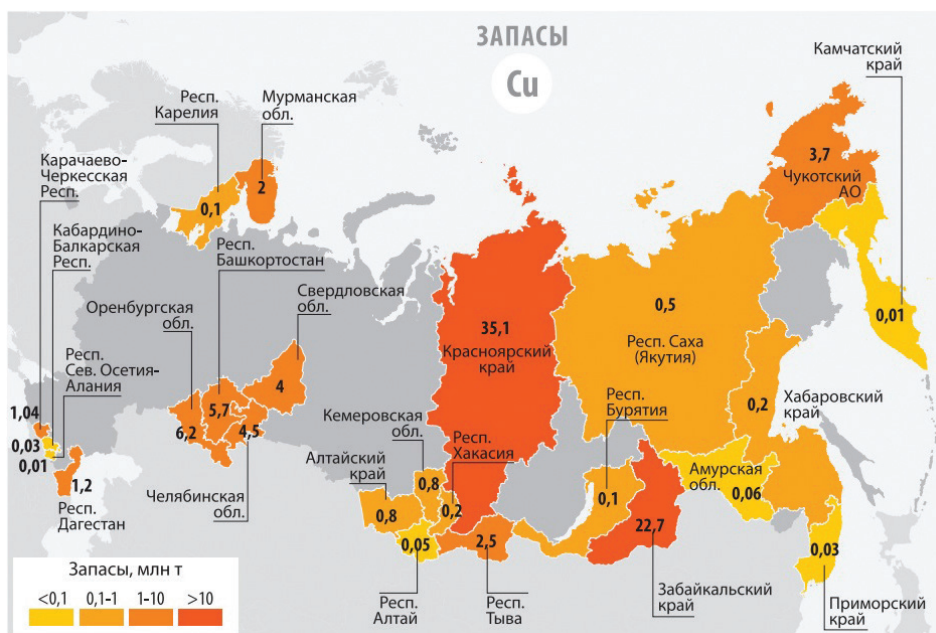 ЗАПАСЫ
Cu
Камчатский
край
Респ.
Карелия
Мурманская
обл.
Карачаево-
Черкесская
Респ.
Кабардино-
Балкарская
Респ.
Респ.
Башкортостан
Оренбургская
обл.
Свердловская
обл.
Респ.
Сев. Осетия-
Алания
3,7
Чукотский
АО
2
0,1
35,1
Красноярский
край
0,5
Респ. Саха
(Якутия)
0,01
4
5,7
6,2
4,5
1,04
0,03
0,01
1,2
Респ.
Дагестан
Челябинская
обл.
Кемеровская
обл.
Алтайский
край
Респ.
Хакасия
Респ.
Бурятия
0,2
Хабаровский
край
0,8
0,8
0,2
0,05
2,5
0,1
22,7
Амурская
обл.
0,06
0,03
Респ.
Алтай
Респ.
Тыва
Забайкальский
край
Приморский
край
Запасы, млн т
<0,1 0,1-1 1-10 >10